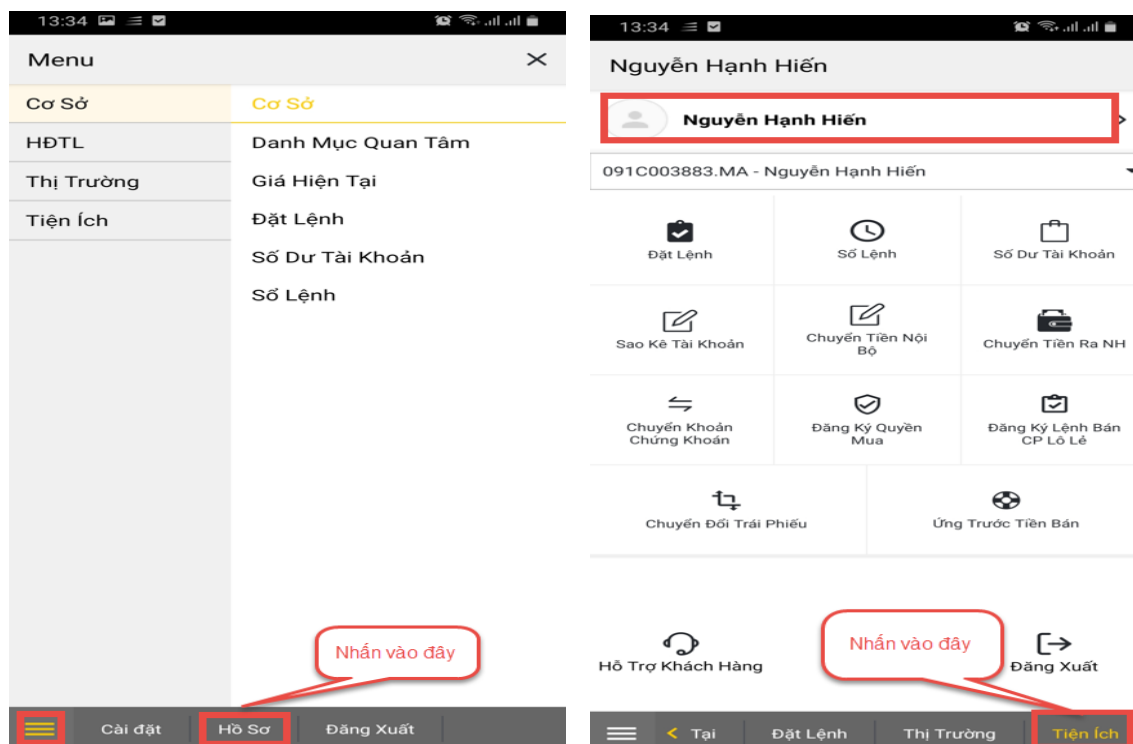 13:34
Menu
Cơ Sở
HĐTL
Thị Trường
Tiện Ích
Cơ Sở
Danh Mục Quan Tâm
Giá Hiện Tại
Đặt Lệnh
Số Dư Tài Khoản
Sổ Lệnh
Nhấn vào đây
Cài đặt
Hồ Sơ
Đăng Xuất
13:34
Nguyễn Hạnh Hiến
Nguyễn Hạnh Hiến
091C003883.MA - Nguyễn Hạnh Hiến
Đặt Lệnh
Sổ Lệnh
Số Dư Tài Khoản
Sao Kê Tài Khoản
Chuyển Tiền Nội
Bộ
Chuyển Tiền Ra NH
Chuyển Khoản
Chứng Khoán
Đăng Ký Quyền
Mua
Đăng Ký Lệnh Bán
CP Lô Lẻ
Chuyển Đổi Trái Phiếu
Ứng Trước Tiền Bán
Hỗ Trợ Khách Hàng
Nhấn vào đây
Đăng Xuất
Tại
Đặt Lệnh
Thị Trường
Tiện Ích